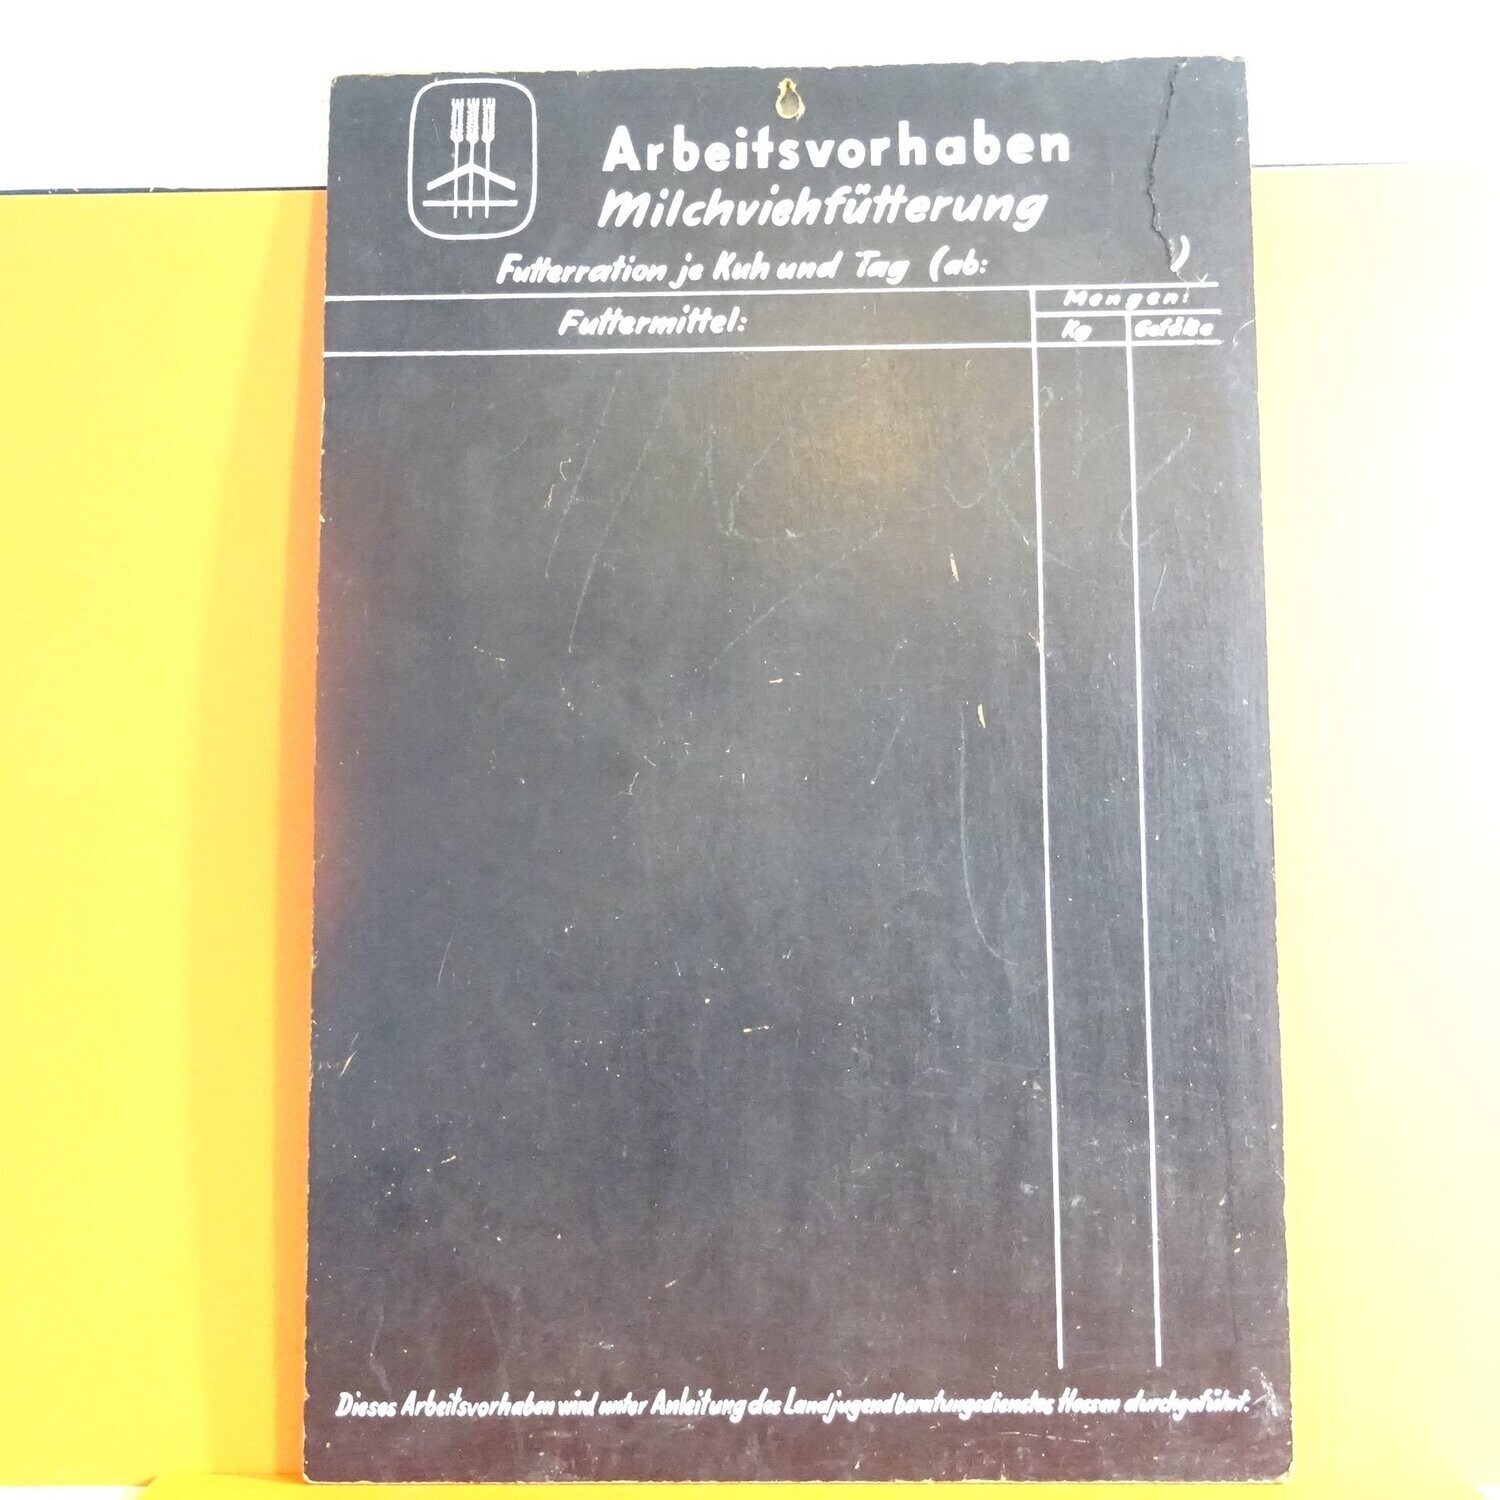 Arbeitsvorhaben
Milchviehfütterung
Futterration je Kuh und Tag (ab: )
Futtermittel:
Mengen:
Kg
Gefäße
Dieses Arbeitsvorhaben wird unter Anleitung des Landjugendberatungsdienstes Hessen durchgeführt.